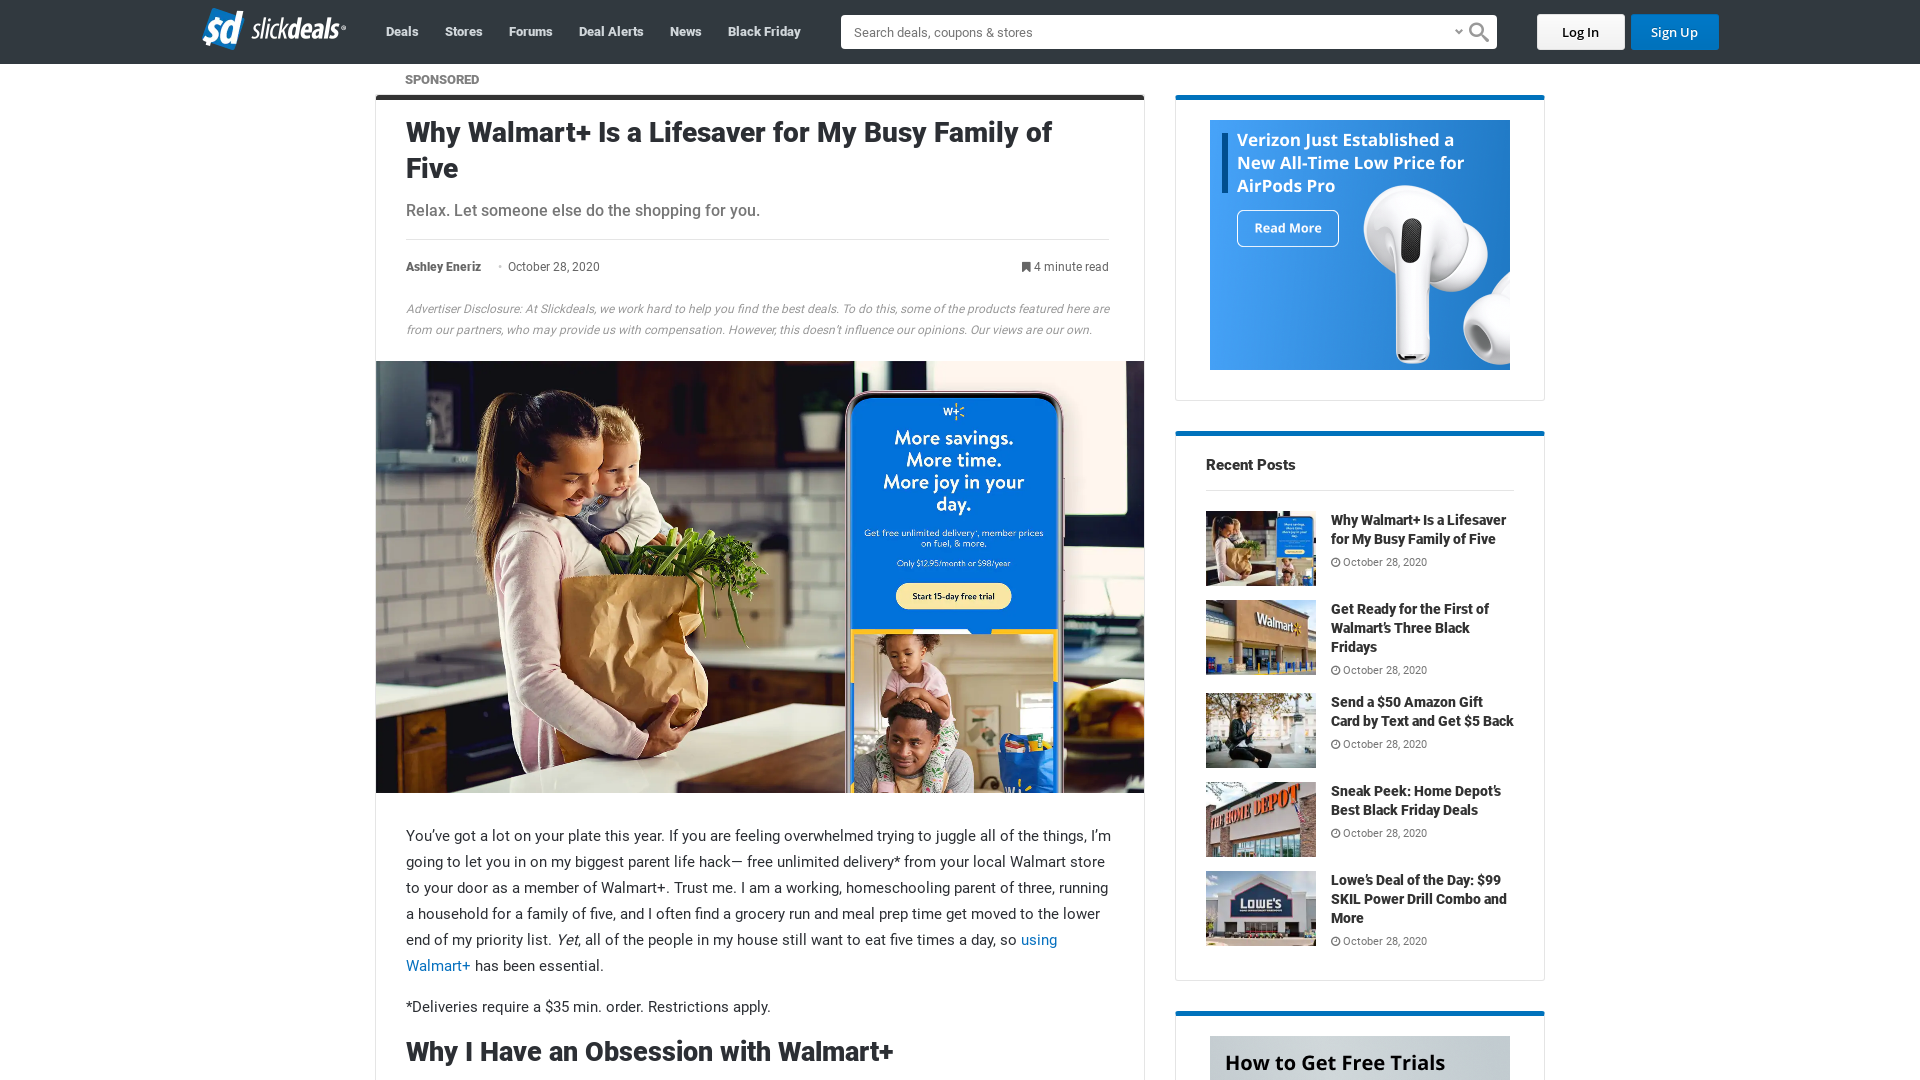 $d slickdeals
Deals
Stores
Forums
Deal Alerts
News
Black Friday
Search deals, coupons & stores
Log In
Sign Up
SPONSORED
Why Walmart+ Is a Lifesaver for My Busy Family of
Five
Relax. Let someone else do the shopping for you.
Ashley Eneriz • October 28, 2020
4 minute read
Advertiser Disclosure: At Slickdeals, we work hard to help you find the best deals. To do this, some of the products featured here are
from our partners, who may provide us with compensation. However, this doesn’t influence our opinions. Our views are our own.
W+
More savings.
More time.
More joy in your
day.
Get free unlimited delivery*, member prices
on fuel, & more.
Only $12.95/month or $98/year
Start 15-day free trial
You’ve got a lot on your plate this year. If you are feeling overwhelmed trying to juggle all of the things, I’m
going to let you in on my biggest parent life hack— free unlimited delivery* from your local Walmart store
to your door as a member of Walmart+. Trust me. I am a working, homeschooling parent of three, running
a household for a family of five, and I often find a grocery run and meal prep time get moved to the lower
end of my priority list. Yet, all of the people in my house still want to eat five times a day, so using
Walmart+ has been essential.
*Deliveries require a $35 min. order. Restrictions apply.
Why I Have an Obsession with Walmart+
Verizon Just Established a
New All-Time Low Price for
AirPods Pro
Read More
Recent Posts
Why Walmart+ Is a Lifesaver
for My Busy Family of Five
October 28, 2020
Walmart
Get Ready for the First of
Walmart’s Three Black
Fridays
October 28, 2020
Send a $50 Amazon Gift
Card by Text and Get $5 Back
October 28, 2020
THE HOME DEPOT
Sneak Peek: Home Depot’s
Best Black Friday Deals
October 28, 2020
LOWE'S
Lowe’s Deal of the Day: $99
SKIL Power Drill Combo and
More
October 28, 2020
How to Get Free Trials